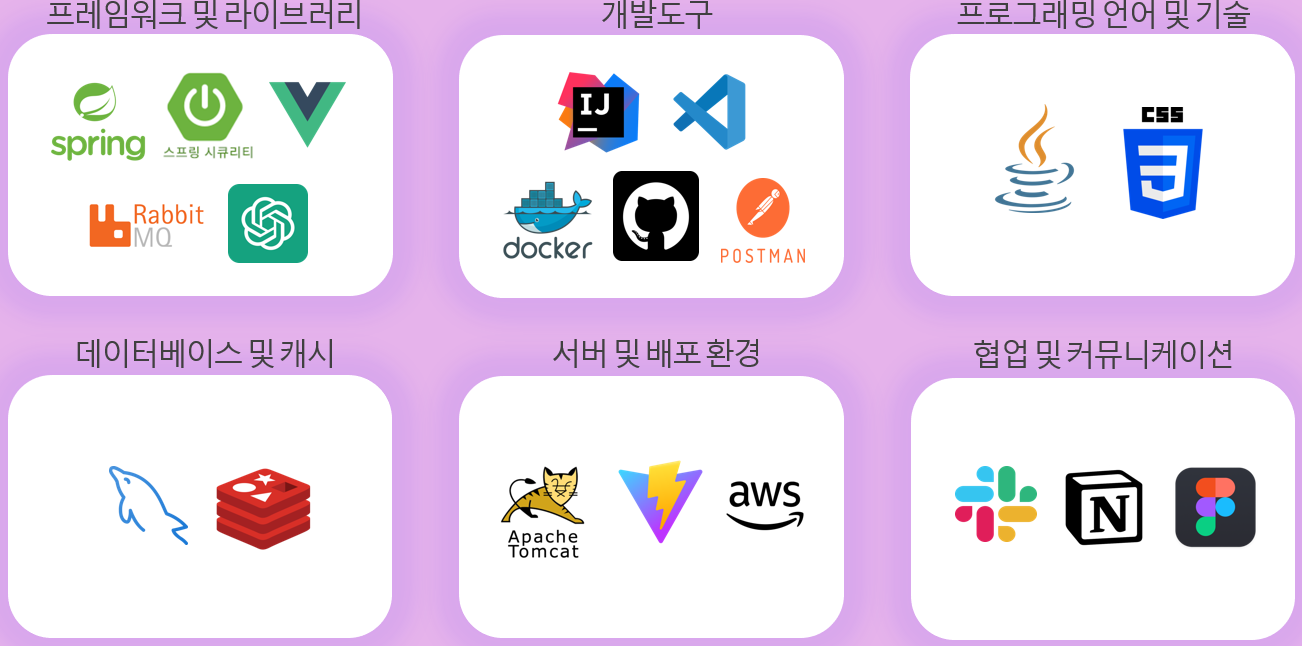 프레임워크 및 라이브러리
개발도구
프로그래밍 언어 및 기술
spring
스프링 시큐리티
Rabbit
MQ
IJ
docker
POSTMAN
CSS
3
데이터베이스 및 캐시
서버 및 배포 환경
협업 및 커뮤니케이션
Apache
Tomcat
aws
N